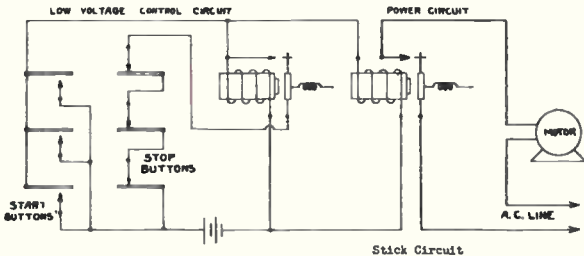 LOW VOLTAGE CONTROL CIRCUIT
POWER CIRCUIT
MOTOR
STOP
BUTTONS
START
BUTTONS
A.C. LINE
Stick Circuit